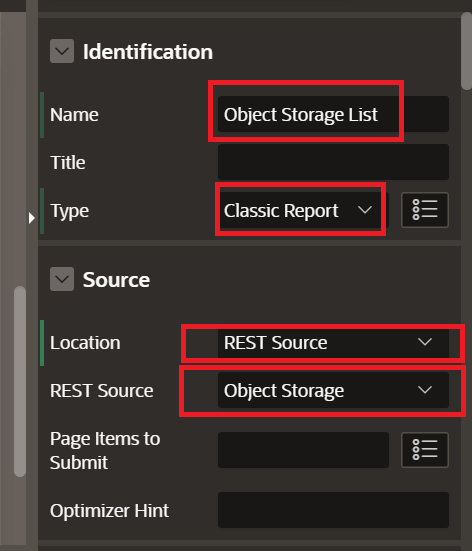 Identification
Name
Object Storage List
Title
Type
Classic Report
Source
Location
REST Source
REST Source
Object Storage
Page Items to
Submit
Optimizer Hint